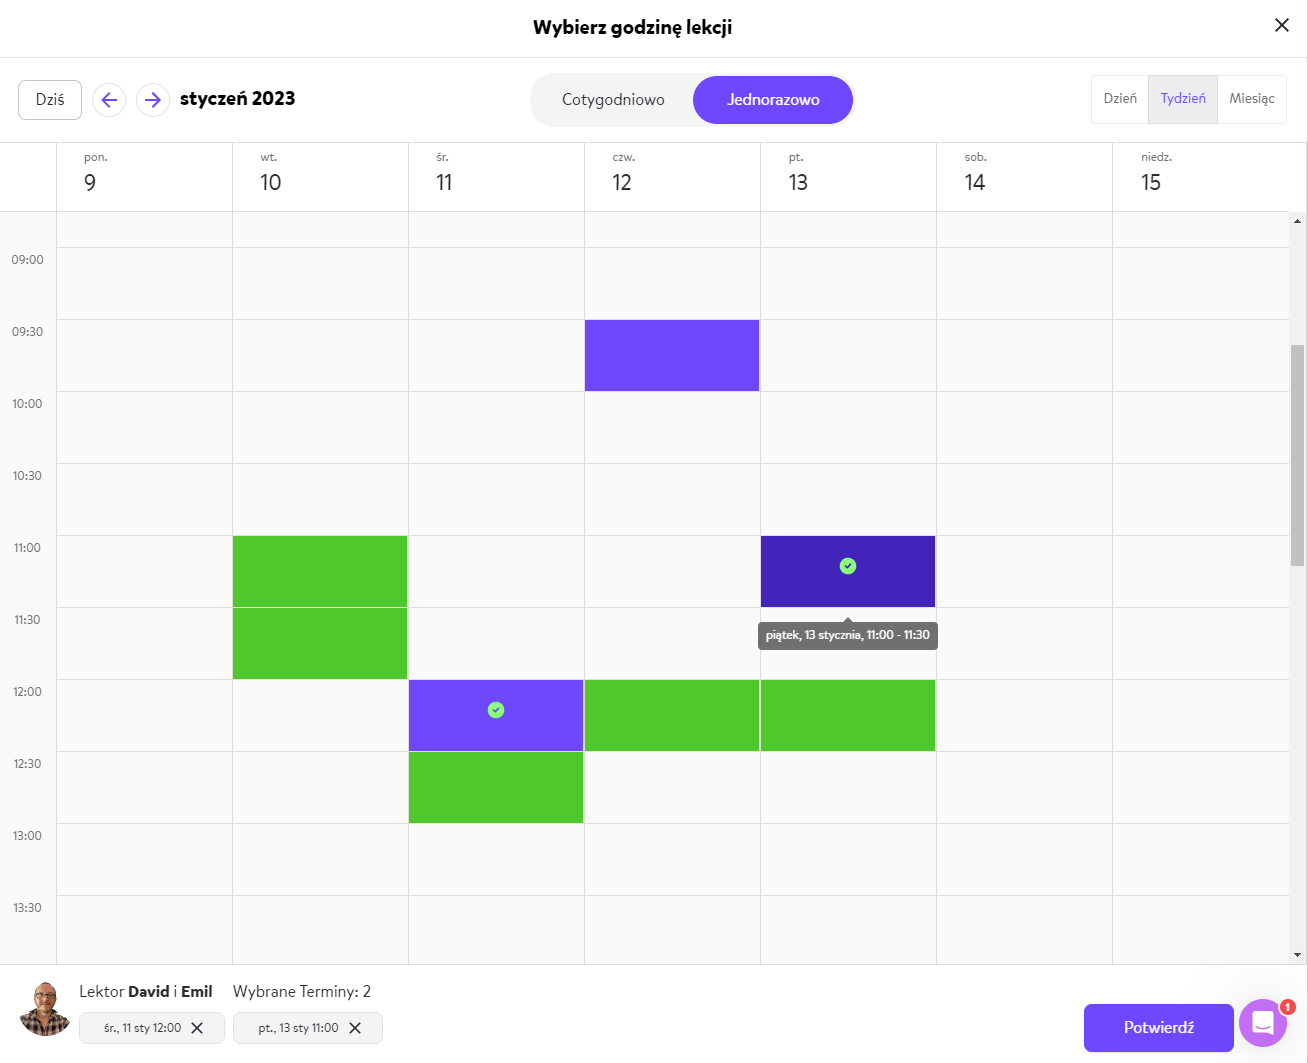 Wybierz godzinę lekcji
Dziś
styczeń 2023
Cotygodniowo
Jednorazowo
Dzień
Tydzień
Miesiąc
pon.
9
wt.
10
śr.
11
czw.
12
pt.
13
sob.
14
niedz.
15
09:00
09:30
10:00
10:30
11:00
11:30
piątek, 13 stycznia, 11:00 - 11:30
12:00
12:30
13:00
13:30
Lektor David i Emil
Wybrane Terminy: 2
śr., 11 sty 12:00
pt., 13 sty 11:00
Potwierdź
1